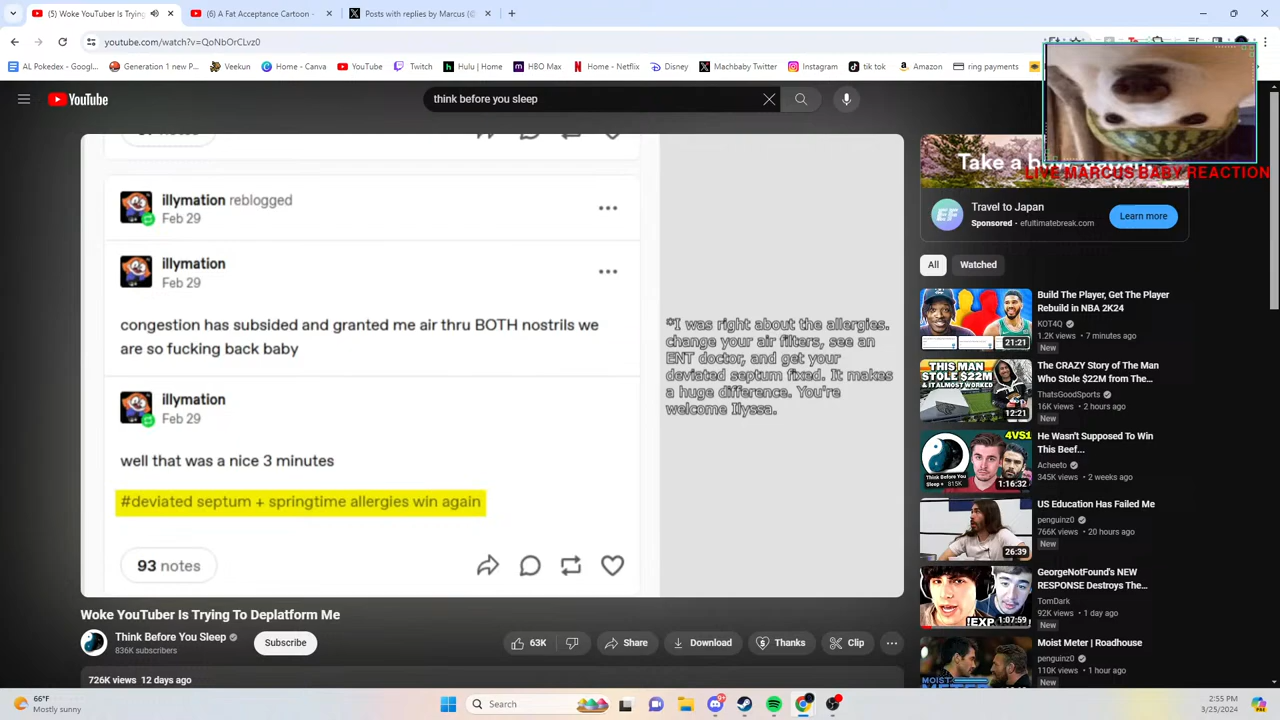 (5) Woke YouTuber Is Trying T
(6) A Fat Acceptance Cartoon -
Posts with replies by Marcus (
youtube.com/watch?v=QoNbOrCLvz0
AL Pokedex - Googl...
Generation 1 new P...
Veekun
Home - Canva
YouTube
Twitch
Hulu | Home
HBO Max
Home - Netflix
Disney
Machbaby Twitter
Instagram
tik tok
Amazon
ring payments
YouTube
think before you sleep
illymation reblogged
Feb 29
illymation
Feb 29
congestion has subsided and granted me air thru BOTH nostrils we
are so fucking back baby
illymation
Feb 29
well that was a nice 3 minutes
#deviated septum + springtime allergies me again
93 notes
*I was right about the allergies.
change your air filters, see an
ENT doctor, and get your
deviated septum fixed. It makes
a huge difference. You're
welcome Ilyssa.
Woke YouTuber Is Trying To Deplatform Me
Think Before You Sleep
836K subscribers
Subscribe
63K
Share
Download
Thanks
Clip
726K views 12 days ago
Take a
LIVE MARCUS BABY REACTION
EF
Travel to Japan
Sponsored · efultimatebreak.com
Learn more
All
Watched
Build The Player, Get The Player
Rebuild in NBA 2K24
KOT4Q
1.2K views • 7 minutes ago
New
21:21
THIS MAN
STOLE $22M
& IT ALMOST WORKED
12:21
The CRAZY Story of The Man
Who Stole $22M from The...
ThatsGoodSports
16K views • 2 hours ago
New
4VS1
Think Before You
Sleep 815K
1:16:32
He Wasn't Supposed To Win
This Beef...
Acheeto
345K views • 2 weeks ago
26:39
US Education Has Failed Me
penguinz0
766K views • 20 hours ago
New
!EXP
1:07:59
GeorgeNotFound's NEW
RESPONSE Destroys The...
TomDark
92K views • 1 day ago
New
MOIST
Moist Meter | Roadhouse
penguinz0
110K views • 1 hour ago
New
66°F
Mostly sunny
Search
2:55 PM
3/25/2024